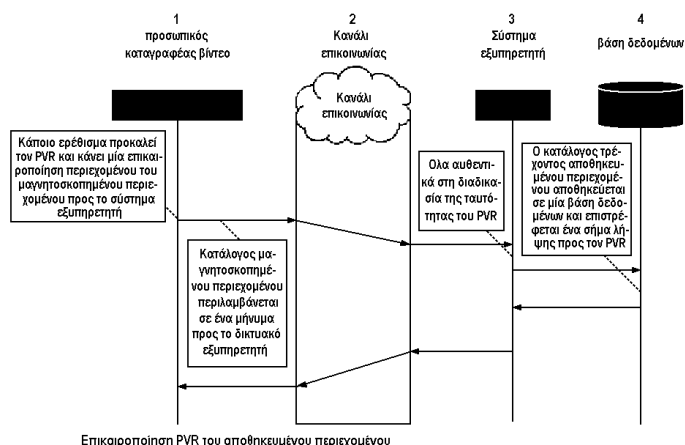 1
προσωπικός
καταγραφέας βίντεο
2
Κανάλι
επικοινωνίας
3
Σύστημα
εξυπηρετητή
4
βάση δεδομένων
Κανάλι
επικοινωνίας
Κάποιο ερέθισμα προκαλεί
τον PVR και κάνει μία επικαι-
ροποίηση περιεχομένου του
μαγνητοσκοπημένου περιε-
χομένου προς το σύστημα
εξυπηρετητή
Κατάλογος μα-
γνητοσκοπημέ-
νου περιεχομένου
περιλαμβάνεται
σε ένα μήνυμα
προς το δικτυακό
εξυπηρετητή
Ολα αυθεντι-
κά στη διαδικα-
σία της ταυτό-
τητας του PVR
Ο κατάλογος τρέ-
χοντος αποθηκευ-
μένου περιεχομέ-
νου αποθηκεύεται
σε μία βάση δεδο-
μένων και επιστρέ-
φεται ένα σήμα λή-
ψης προς τον PVR
Επικαιροποίηση PVR του αποθηκευμένου περιεχομένου